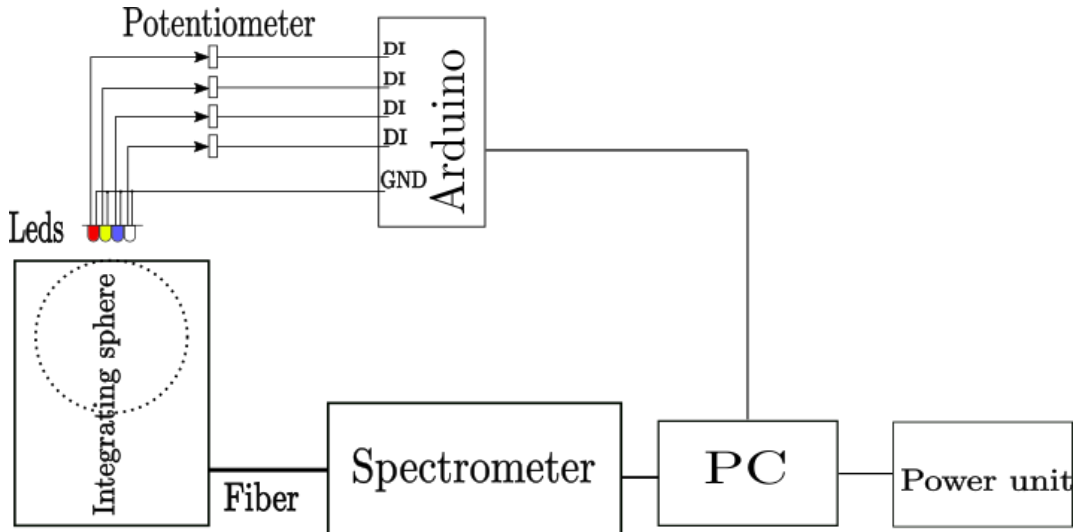 Potentiometer
DI
DI
DI
DI
GND
Arduino
Leds
Integrating sphere
Fiber
Spectrometer
PC
Power unit